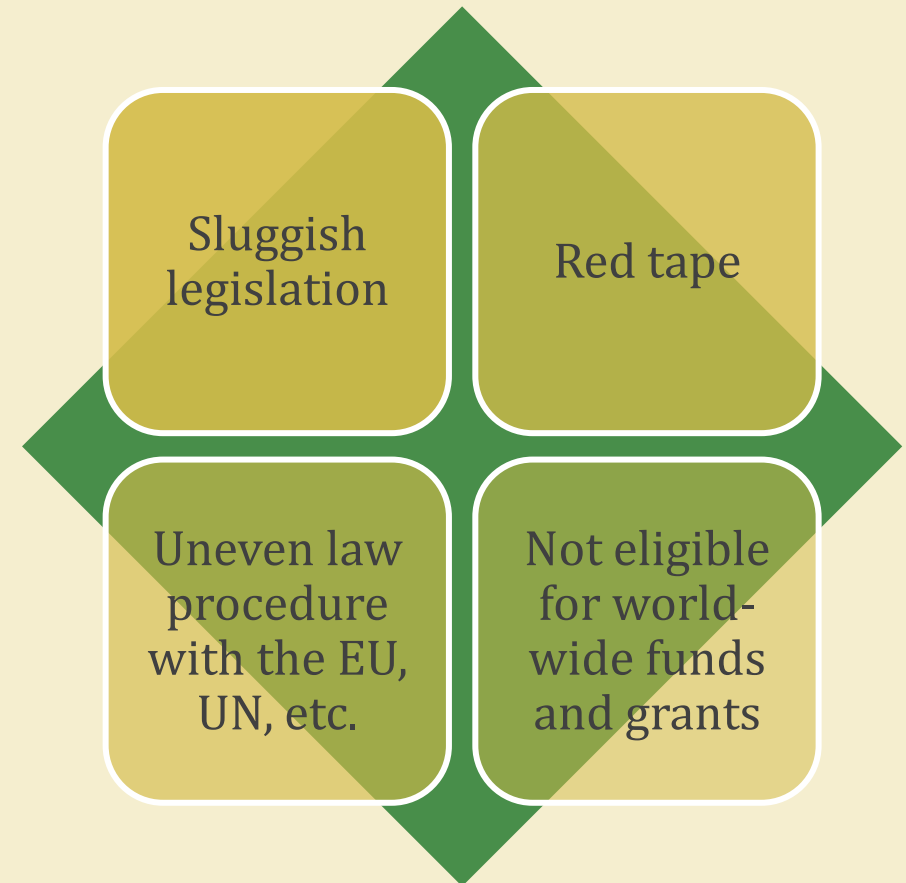 Sluggish
legislation
Red tape
Uneven law
procedure
with the EU,
UN, etc.
Not eligible
for world-
wide funds
and grants